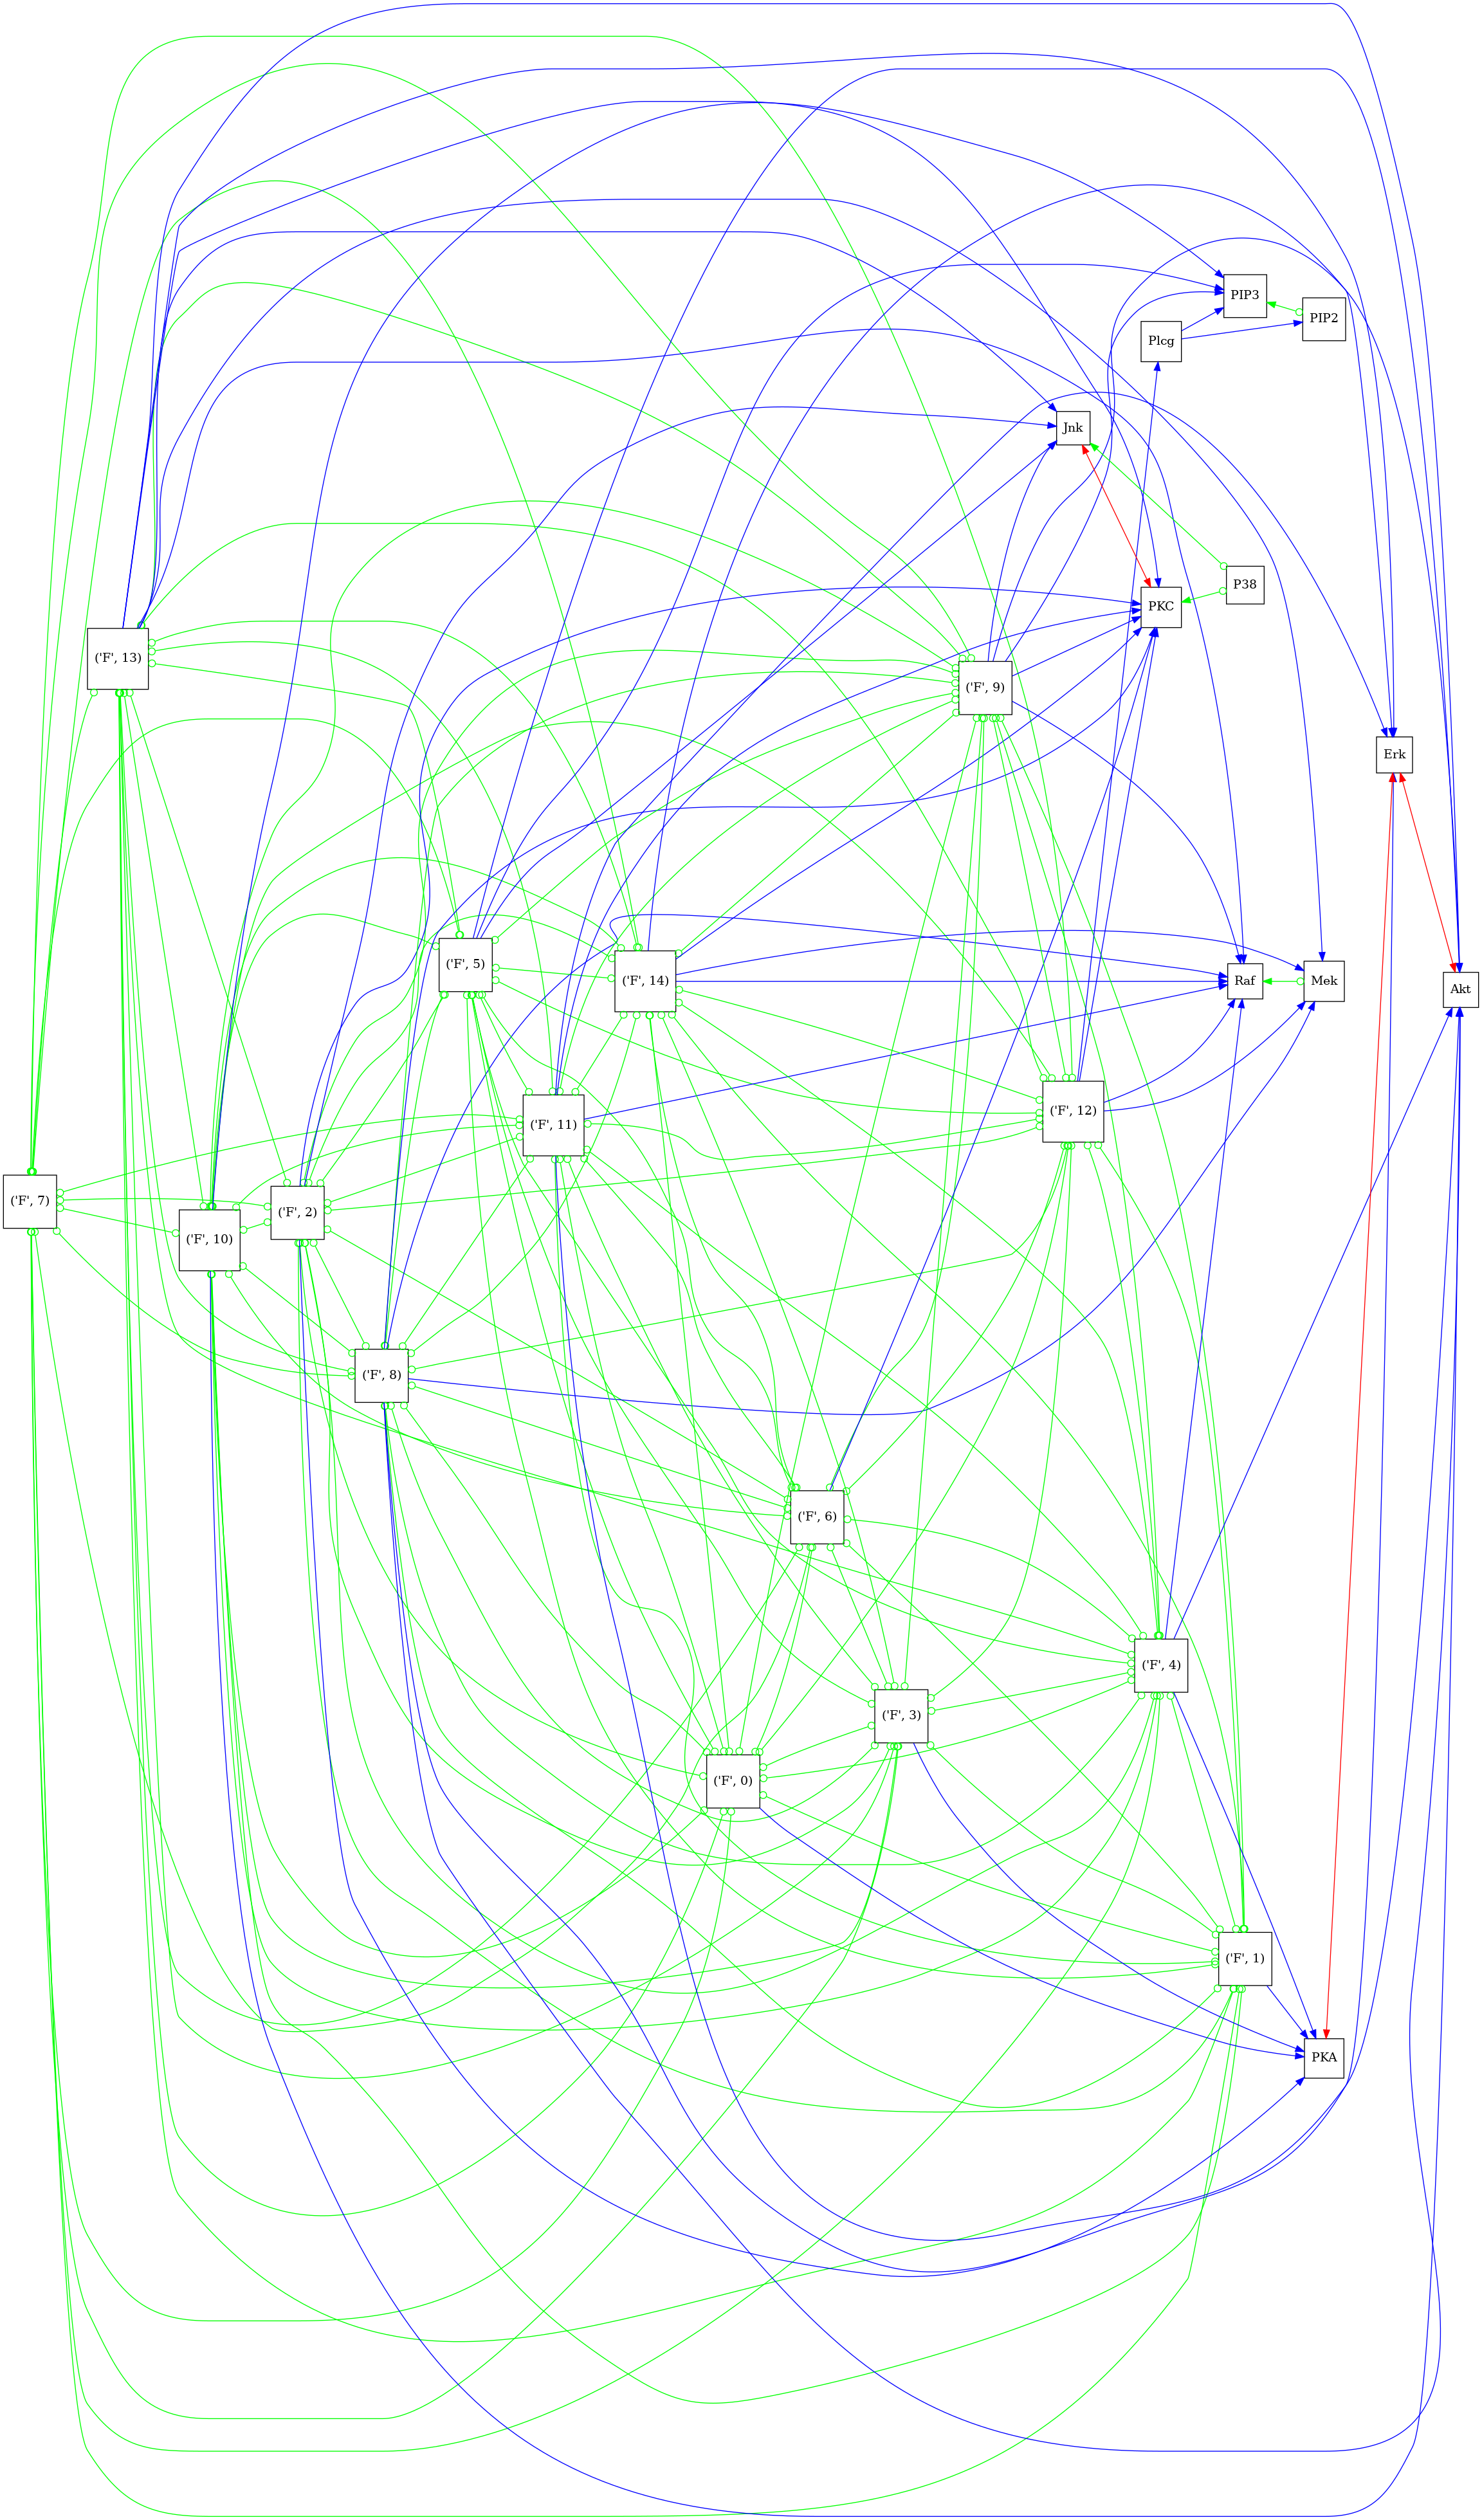 PIP3
PIP2
Plcg
Jnk
P38
PKC
('F', 13)
('F', 9)
Erk
('F', 5)
('F', 14)
Raf
Mek
Akt
('F', 11)
('F', 12)
('F', 7)
('F', 2)
('F', 10)
('F', 8)
('F', 6)
('F', 4)
('F', 3)
('F', 0)
('F', 1)
PKA